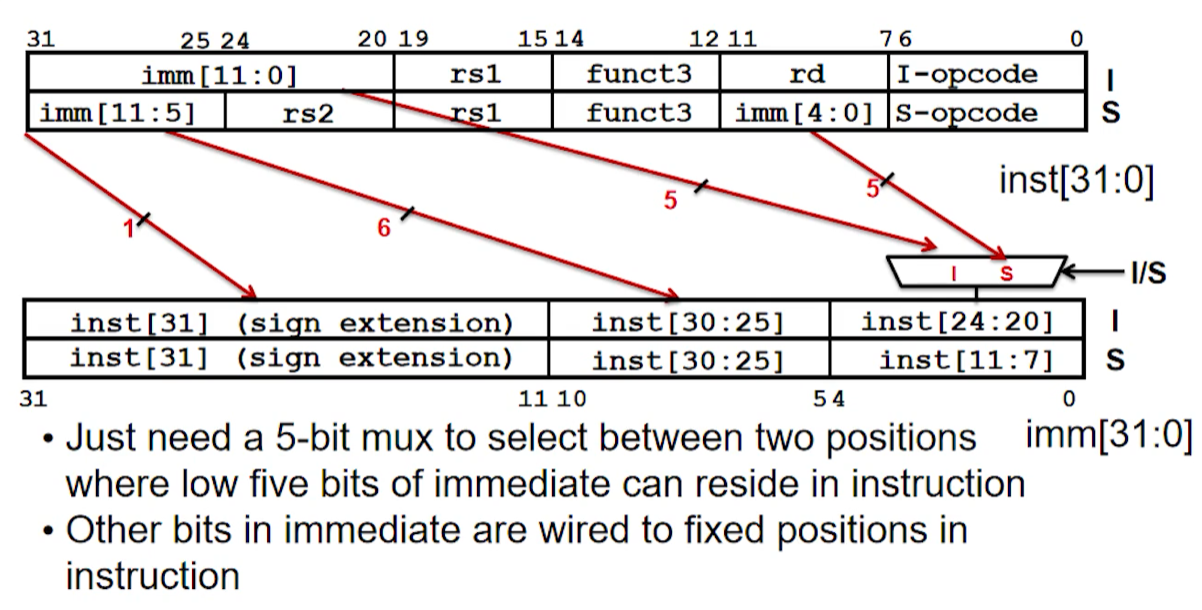 31 25 24 20 19 15 14 12 11 7 6 0
imm[11:0] rs1 funct3 rd I-opcode I
imm[11:5] rs2 rs1 funct3 imm[4:0] S-opcode S
inst[31:0]
1 6 5 5
I S I/S
inst[31] (sign extension) inst[30:25] inst[24:20] I
inst[31] (sign extension) inst[30:25] inst[11:7] S
31 11 10 5 4 0
imm[31:0]
• Just need a 5-bit mux to select between two positions
where low five bits of immediate can reside in instruction
• Other bits in immediate are wired to fixed positions in
instruction